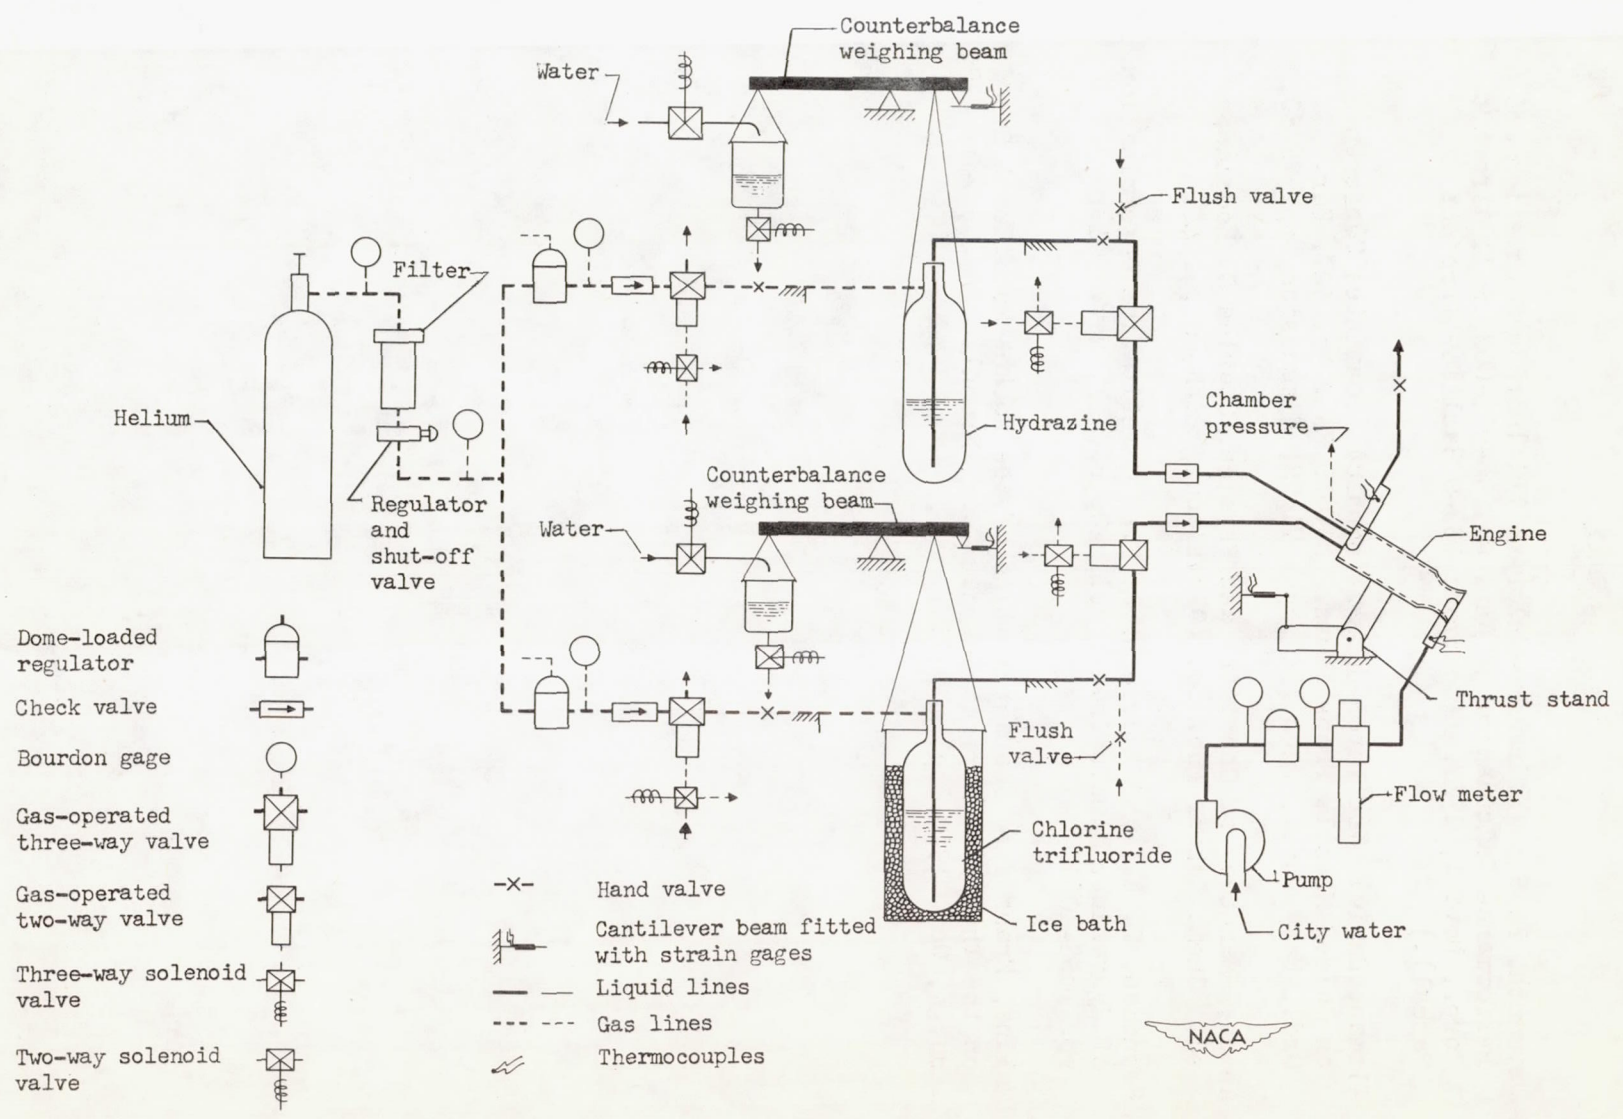 Counterbalance
weighing beam
Water
Flush valve
Filter
Helium
Regulator
and
shut-off
valve
Hydrazine
Chamber
pressure
Counterbalance
weighing beam
Water
Engine
Thrust stand
Flush
valve
Flow meter
Chlorine
trifluoride
Pump
Ice bath
City water
Dome-loaded
regulator
Check valve
Bourdon gage
Gas-operated
three-way valve
Gas-operated
two-way valve
Three-way solenoid
valve
Two-way solenoid
valve
Hand valve
Cantilever beam fitted
with strain gages
Liquid lines
Gas lines
Thermocouples
NACA